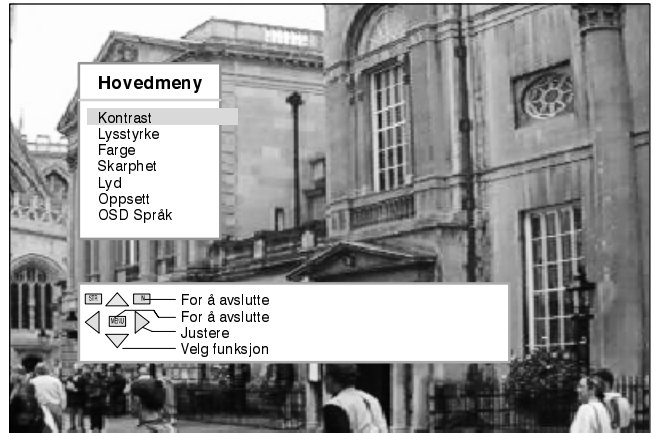 Hovedmeny
Kontrast
Lysstyrke
Farge
Skarphet
Lyd
Oppsett
OSD Språk
For å avslutte
MENU For å avslutte
Justere
Velg funksjon